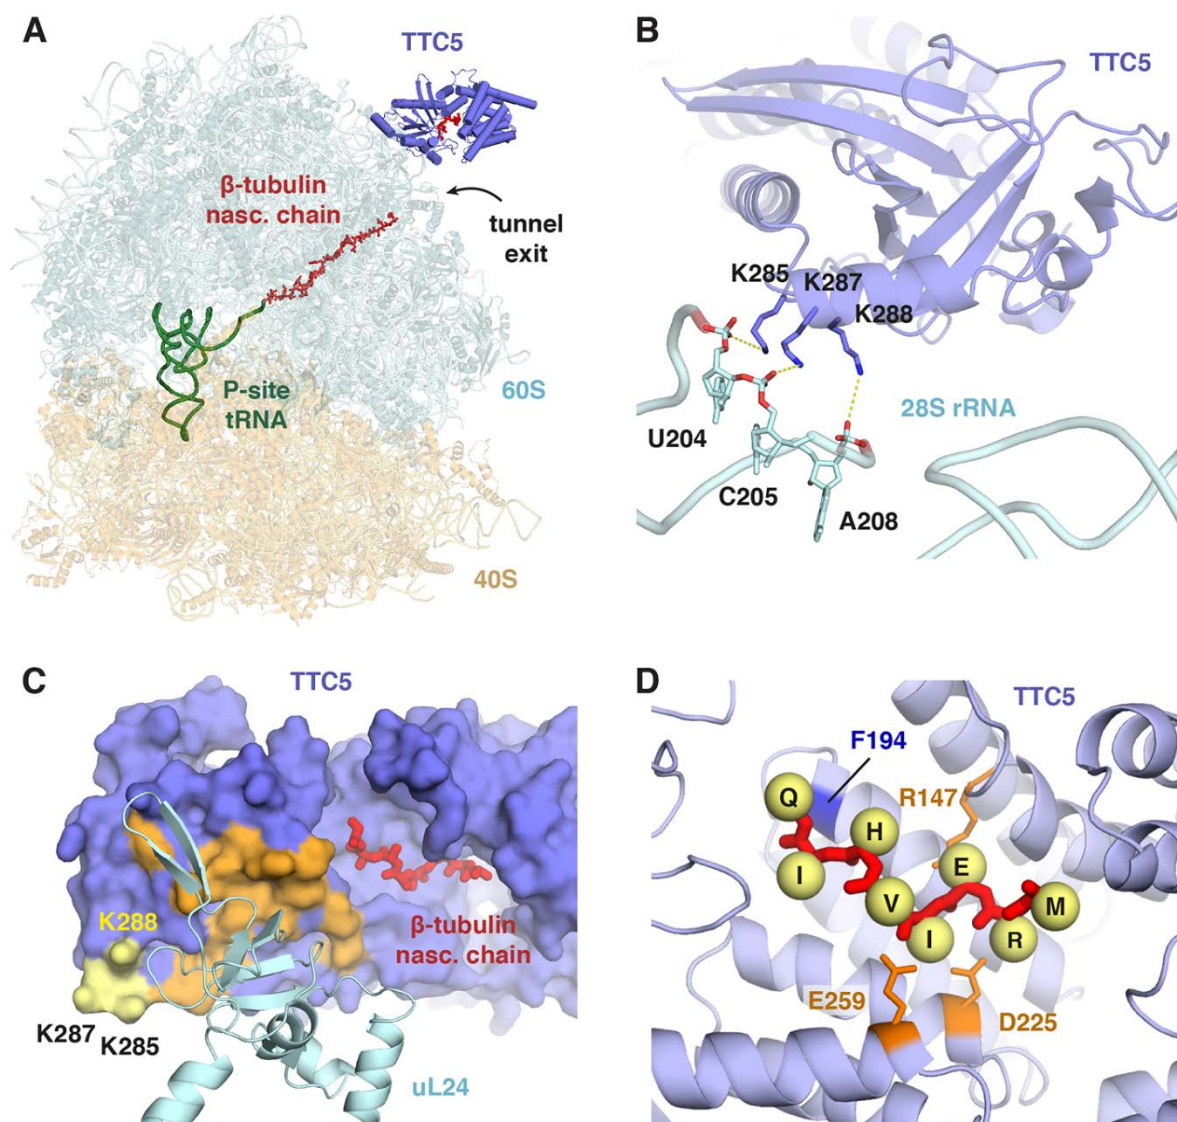 A
TTC5
β-tubulin
nasc. chain
tunnel
exit
P-site
tRNA
60S
40S
B
TTC5
K285
K287
K288
28S rRNA
U204
C205
A208
C
TTC5
K288
β-tubulin
nasc. chain
K287
K285
uL24
D
TTC5
F194
R147
Q
H
I
E
V
M
I
R
E259
D225